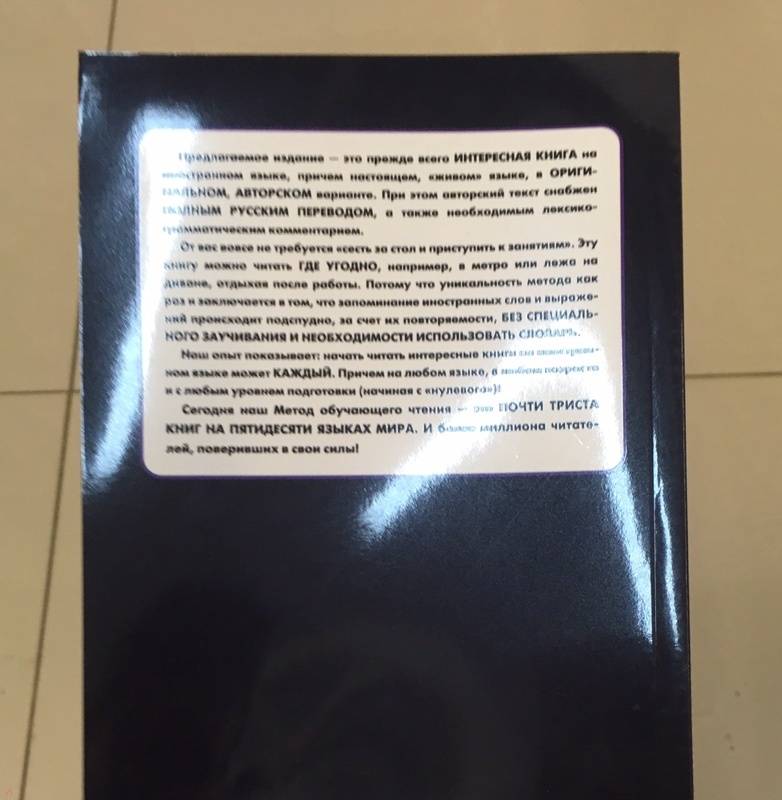 Предлагаемое издание — это прежде всего ИНТЕРЕСНАЯ КНИГА на
иностранном языке, причем настоящем, «живом» языке, в ОРИГИ-
НАЛЬНОМ, АВТОРСКОМ варианте. При этом авторский текст снабжен
ПОЛНЫМ РУССКИМ ПЕРЕВОДОМ, а также необходимым лексико-
грамматическим комментарием.
От вас вовсе не требуется «сесть за стол и приступить к занятиям». Эту
книгу можно читать ГДЕ УГОДНО, например, в метро или лежа на
диване, отдыхая после работы. Потому что уникальность метода как
раз и заключается в том, что запоминание иностранных слов и выраже-
ний происходит подспудно, за счет их повторяемости, БЕЗ СПЕЦИАЛЬ-
НОГО ЗАУЧИВАНИЯ И НЕОБХОДИМОСТИ ИСПОЛЬЗОВАТЬ СЛОВАРЬ.
Наш опыт показывает: начать читать интересные книги
ном языке может КАЖДЫЙ. Причем на любом языке, в
и с любым уровнем подготовки (начиная с «нулевого»)!
Сегодня наш Метод обучающего чтения — это ПОЧТИ ТРИСТА
КНИГ НА ПЯТИДЕСЯТИ ЯЗЫКАХ МИРА. И более миллиона читате-
лей, поверивших в свои силы!